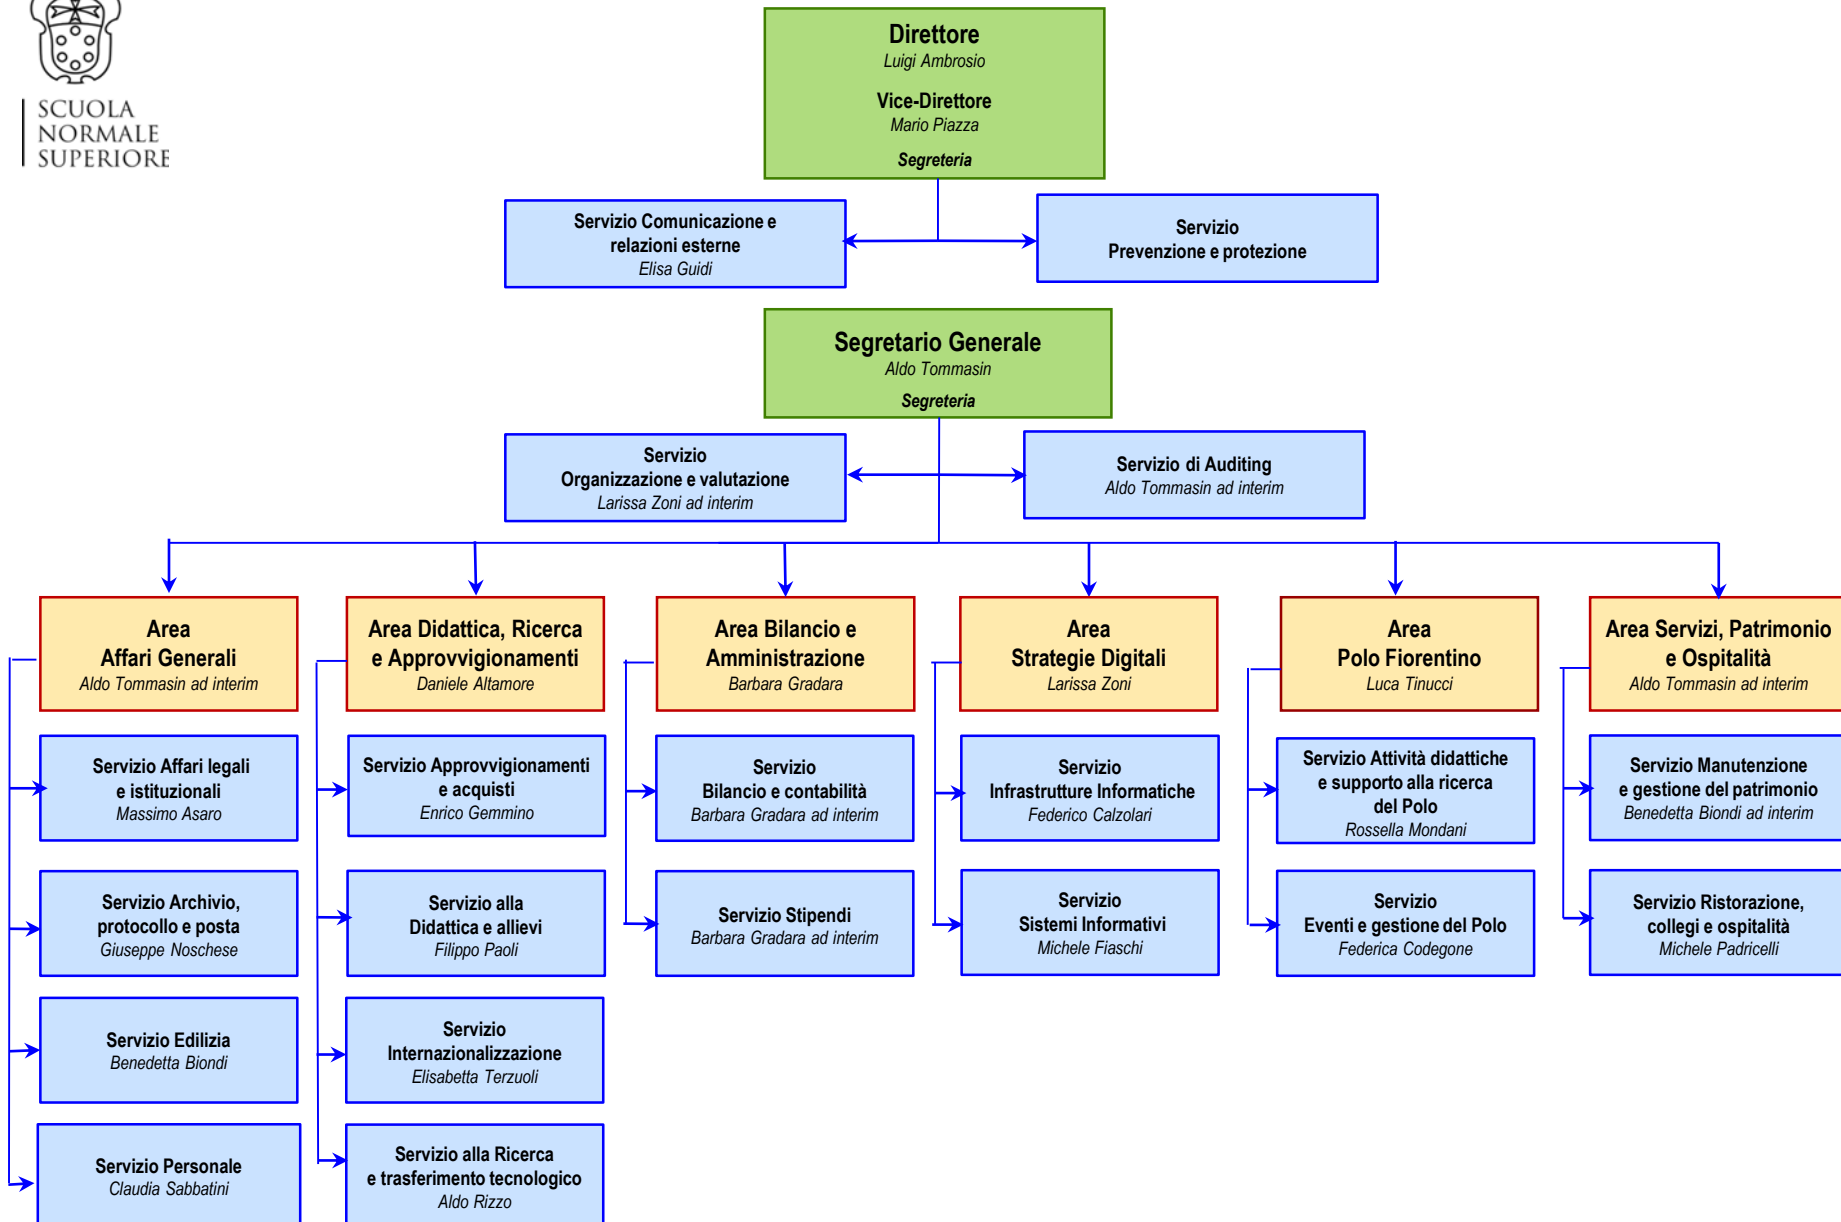 SCUOLA
NORMALE
SUPERIORE
Direttore
Luigi Ambrosio
Vice-Direttore
Mario Piazza
Segreteria
Servizio Comunicazione e
relazioni esterne
Elisa Guidi
Servizio
Prevenzione e protezione
Segretario Generale
Aldo Tommasin
Segreteria
Servizio
Organizzazione e valutazione
Larissa Zoni ad interim
Servizio di Auditing
Aldo Tommasin ad interim
Area
Affari Generali
Aldo Tommasin ad interim
Area Didattica, Ricerca
e Approvvigionamenti
Daniele Altamore
Area Bilancio e
Amministrazione
Barbara Gradara
Area
Strategie Digitali
Larissa Zoni
Area
Polo Fiorentino
Luca Tinucci
Area Servizi, Patrimonio
e Ospitalità
Aldo Tommasin ad interim
Servizio Affari legali
e istituzionali
Massimo Asaro
Servizio Approvvigionamenti
e acquisti
Enrico Gemmino
Servizio
Bilancio e contabilità
Barbara Gradara ad interim
Servizio
Infrastrutture Informatiche
Federico Calzolari
Servizio Attività didattiche
e supporto alla ricerca
del Polo
Rossella Mondani
Servizio Manutenzione
e gestione del patrimonio
Benedetta Biondi ad interim
Servizio Archivio,
protocollo e posta
Giuseppe Noschese
Servizio alla
Didattica e allievi
Filippo Paoli
Servizio Stipendi
Barbara Gradara ad interim
Servizio
Sistemi Informativi
Michele Fiaschi
Servizio
Eventi e gestione del Polo
Federica Codegone
Servizio Ristorazione,
collegi e ospitalità
Michele Padricelli
Servizio Edilizia
Benedetta Biondi
Servizio
Internazionalizzazione
Elisabetta Terzuoli
Servizio Personale
Claudia Sabbatini
Servizio alla Ricerca
e trasferimento tecnologico
Aldo Rizzo